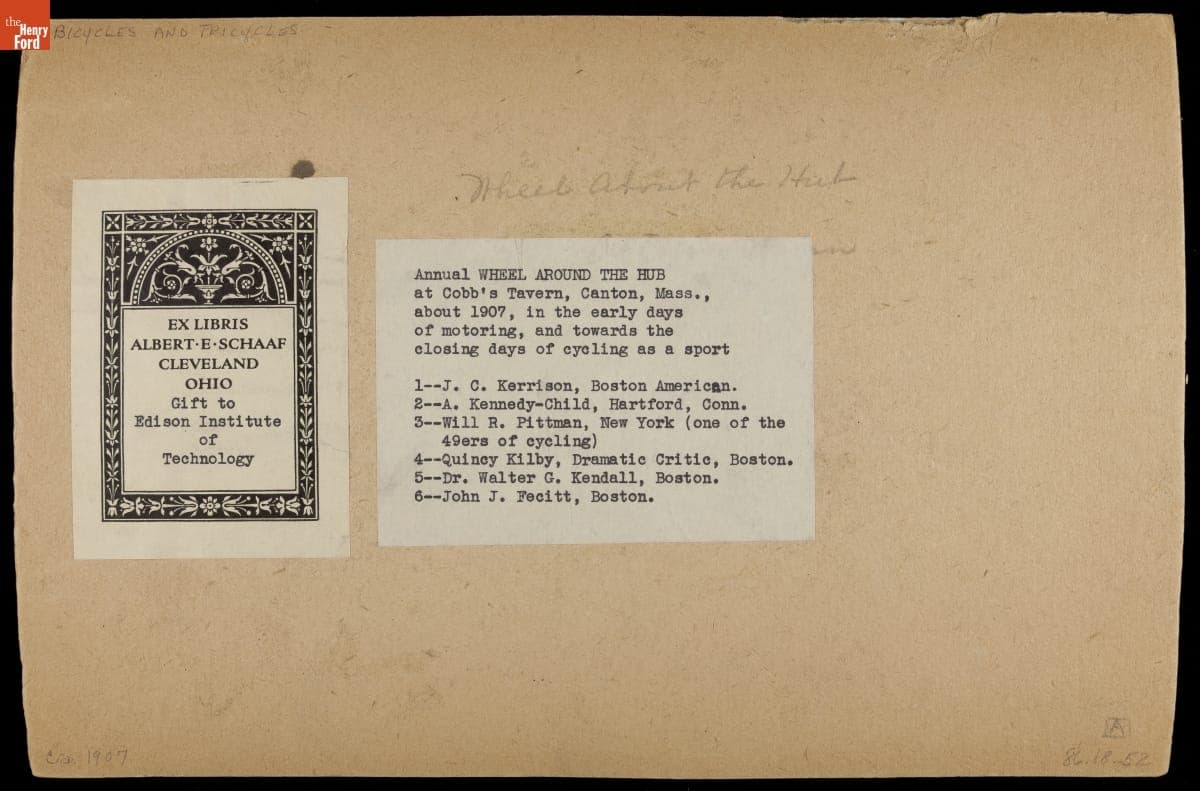 the
Henry
Ford
BICYCLES AND TRICYCLES
Wheel About the Hub
EX LIBRIS
ALBERT·E·SCHAAF
CLEVELAND
OHIO
Gift to
Edison Institute
of
Technology
Annual WHEEL AROUND THE HUB
at Cobb's Tavern, Canton, Mass.,
about 1907, in the early days
of motoring, and towards the
closing days of cycling as a sport
1--J. C. Kerrison, Boston American.
2--A. Kennedy-Child, Hartford, Conn.
3--Will R. Pittman, New York (one of the
49ers of cycling)
4--Quincy Kilby, Dramatic Critic, Boston.
5--Dr. Walter G. Kendall, Boston.
6--John J. Fecitt, Boston.
A
Cira. 1907
86.18.52